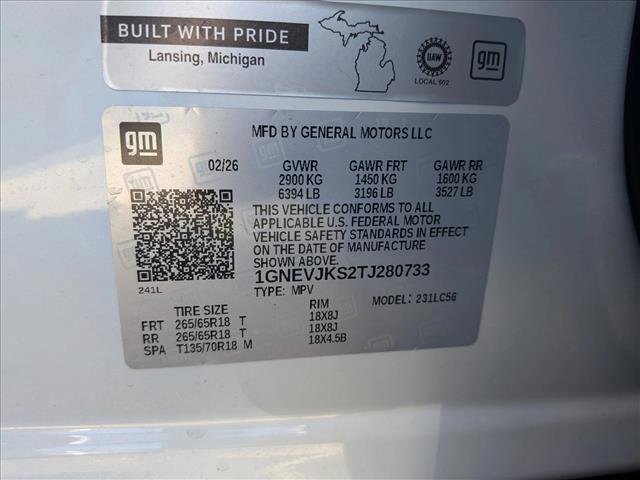 BUILT WITH PRIDE
Lansing, Michigan
UAW
LOCAL 602
gm
gm
MFD BY GENERAL MOTORS LLC
02/26 GVWR GAWR FRT GAWR RR
2900 KG 1450 KG 1600 KG
6394 LB 3196 LB 3527 LB
THIS VEHICLE CONFORMS TO ALL
APPLICABLE U.S. FEDERAL MOTOR
VEHICLE SAFETY STANDARDS IN EFFECT
ON THE DATE OF MANUFACTURE
SHOWN ABOVE.
1GNEVJKS2TJ280733
241L
TYPE: MPV MODEL: 231LC56
TIRE SIZE RIM
FRT 265/65R18 T 18X8J
RR 265/65R18 T 18X8J
SPA T135/70R18 M 18X4.5B